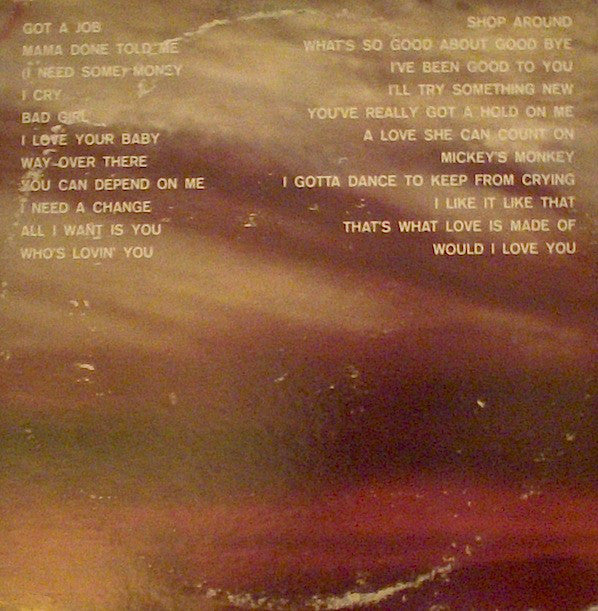 GOT A JOB
MAMA DONE TOLD ME
(I NEED SOME) MONEY
I CRY
BAD GIRL
I LOVE YOUR BABY
WAY OVER THERE
YOU CAN DEPEND ON ME
I NEED A CHANGE
ALL I WANT IS YOU
WHO'S LOVIN' YOU
SHOP AROUND
WHAT'S SO GOOD ABOUT GOOD BYE
I'VE BEEN GOOD TO YOU
I'LL TRY SOMETHING NEW
YOU'VE REALLY GOT A HOLD ON ME
A LOVE SHE CAN COUNT ON
MICKEY'S MONKEY
I GOTTA DANCE TO KEEP FROM CRYING
I LIKE IT LIKE THAT
THAT'S WHAT LOVE IS MADE OF
WOULD I LOVE YOU